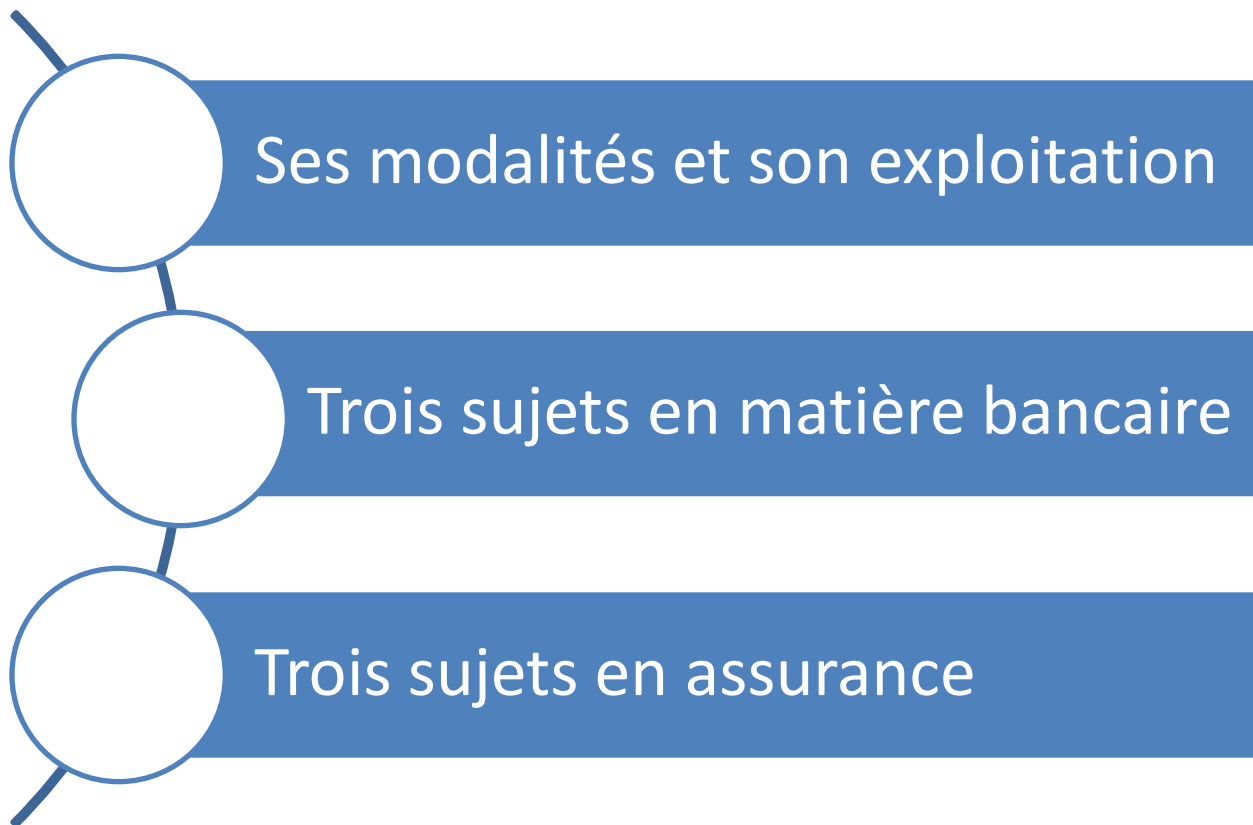 Ses modalités et son exploitation
Trois sujets en matière bancaire
Trois sujets en assurance